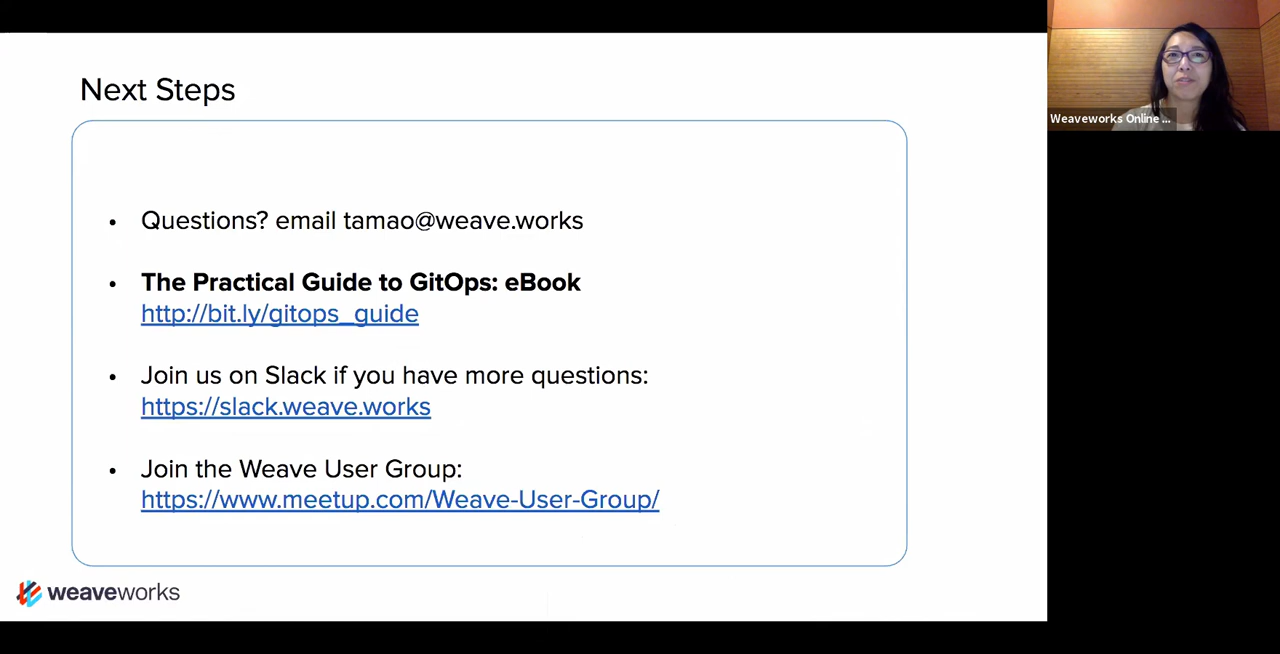 Next Steps
• Questions? email tamao@weave.works
• The Practical Guide to GitOps: eBook
http://bit.ly/gitops_guide
• Join us on Slack if you have more questions:
https://slack.weave.works
• Join the Weave User Group:
https://www.meetup.com/Weave-User-Group/
weaveworks
Weaveworks Online ...